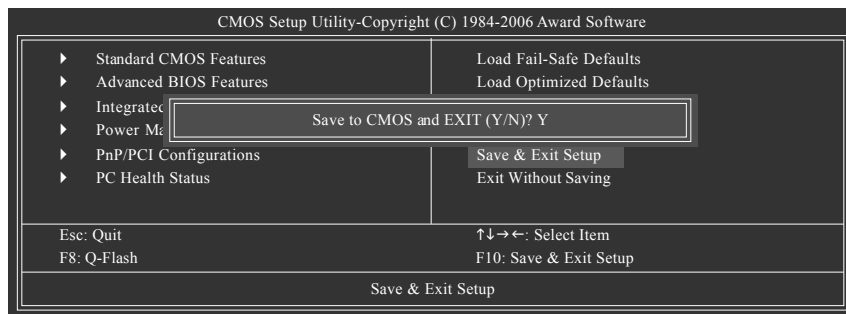 CMOS Setup Utility-Copyright (C) 1984-2006 Award Software
Standard CMOS Features
Advanced BIOS Features
Integrated
Power Ma
PnP/PCI Configurations
PC Health Status
Load Fail-Safe Defaults
Load Optimized Defaults
Save & Exit Setup
Exit Without Saving
Save to CMOS and EXIT (Y/N)? Y
Esc: Quit
↑↓→←: Select Item
F8: Q-Flash
F10: Save & Exit Setup
Save & Exit Setup